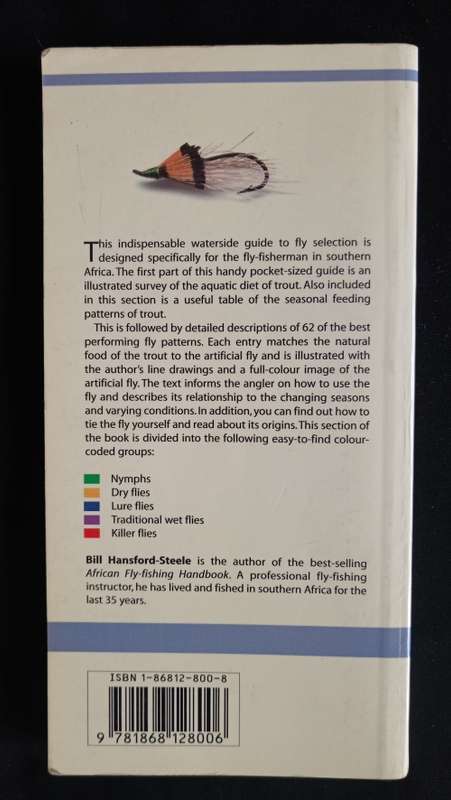 This indispensable waterside guide to fly selection is
designed specifically for the fly-fisherman in southern
Africa. The first part of this handy pocket-sized guide is an
illustrated survey of the aquatic diet of trout. Also included
in this section is a useful table of the seasonal feeding
patterns of trout.
This is followed by detailed descriptions of 62 of the best
performing fly patterns. Each entry matches the natural
food of the trout to the artificial fly and is illustrated with
the author's line drawings and a full-colour image of the
artificial fly. The text informs the angler on how to use the
fly and describes its relationship to the changing seasons
and varying conditions. In addition, you can find out how to
tie the fly yourself and read about its origins. This section of
the book is divided into the following easy-to-find colour-
coded groups:
Nymphs
Dry flies
Lure flies
Traditional wet flies
Killer flies
Bill Hansford-Steele is the author of the best-selling
African Fly-fishing Handbook. A professional fly-fishing
instructor, he has lived and fished in southern Africa for the
last 35 years.
ISBN 1-86812-800-8
9 781868 128006